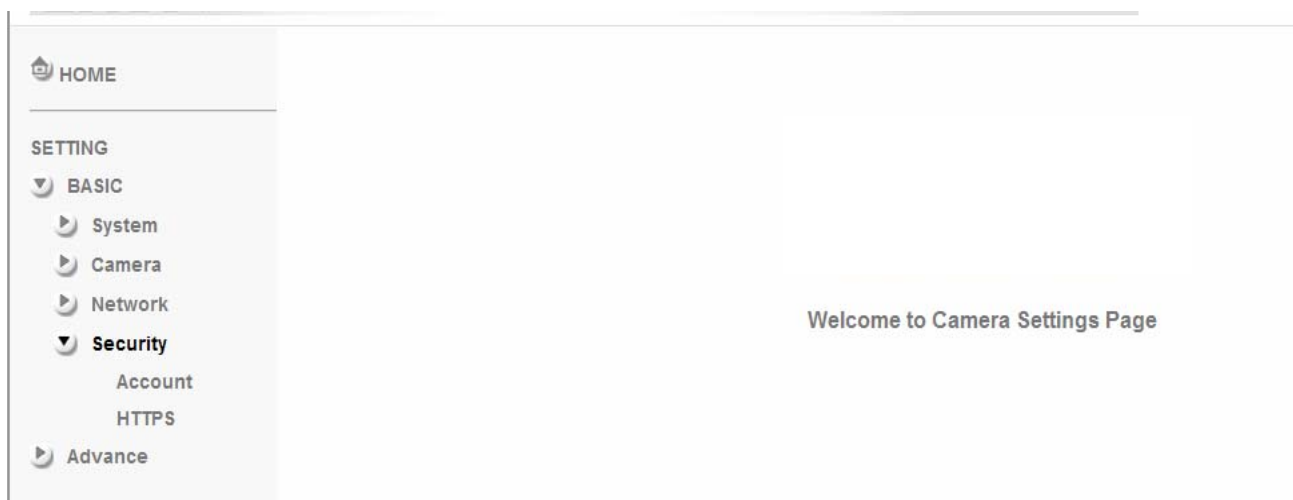 HOME
SETTING
BASIC
System
Camera
Network
Security
Account
HTTPS
Advance
Welcome to Camera Settings Page